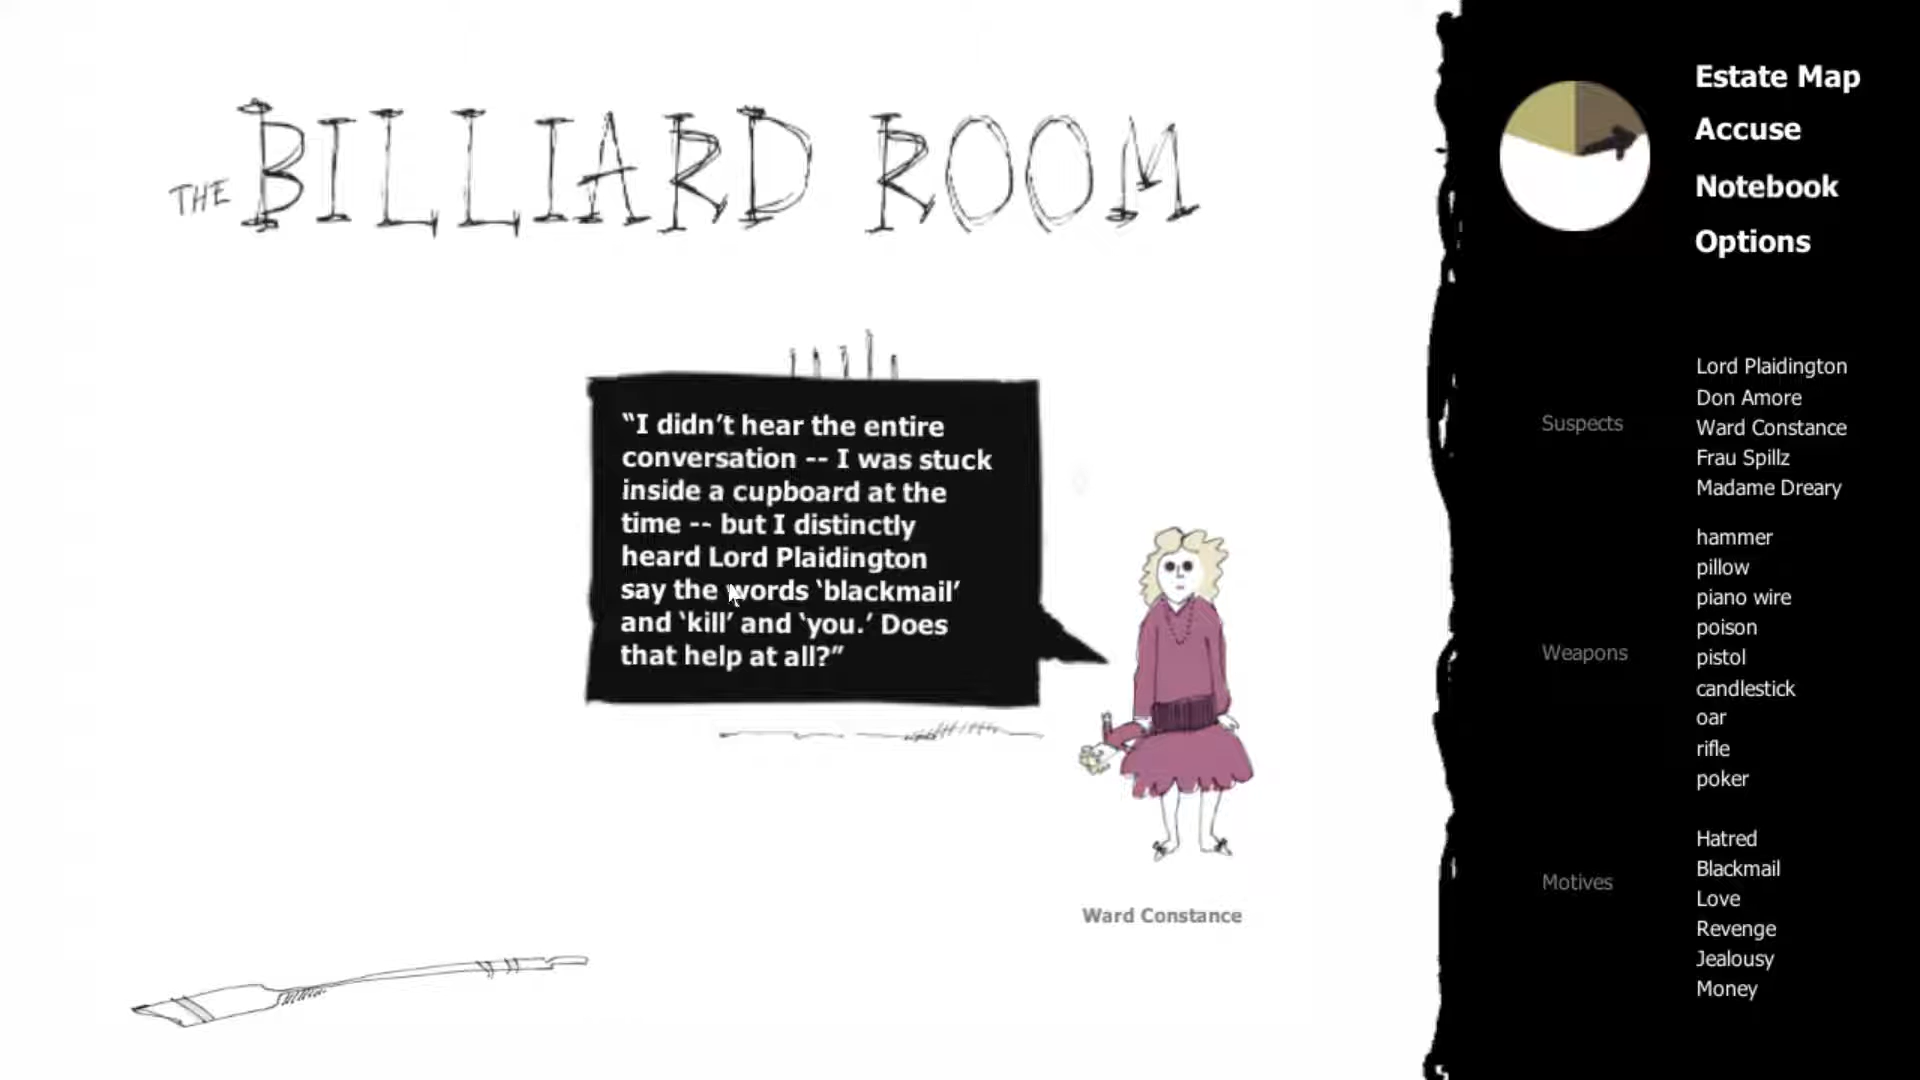 THE BILLIARD ROOM
“I didn’t hear the entire
conversation -- I was stuck
inside a cupboard at the
time -- but I distinctly
heard Lord Plaidington
say the words ‘blackmail’
and ‘kill’ and ‘you.’ Does
that help at all?”
Ward Constance
Estate Map
Accuse
Notebook
Options
Suspects
Lord Plaidington
Don Amore
Ward Constance
Frau Spillz
Madame Dreary
Weapons
hammer
pillow
piano wire
poison
pistol
candlestick
oar
rifle
poker
Motives
Hatred
Blackmail
Love
Revenge
Jealousy
Money